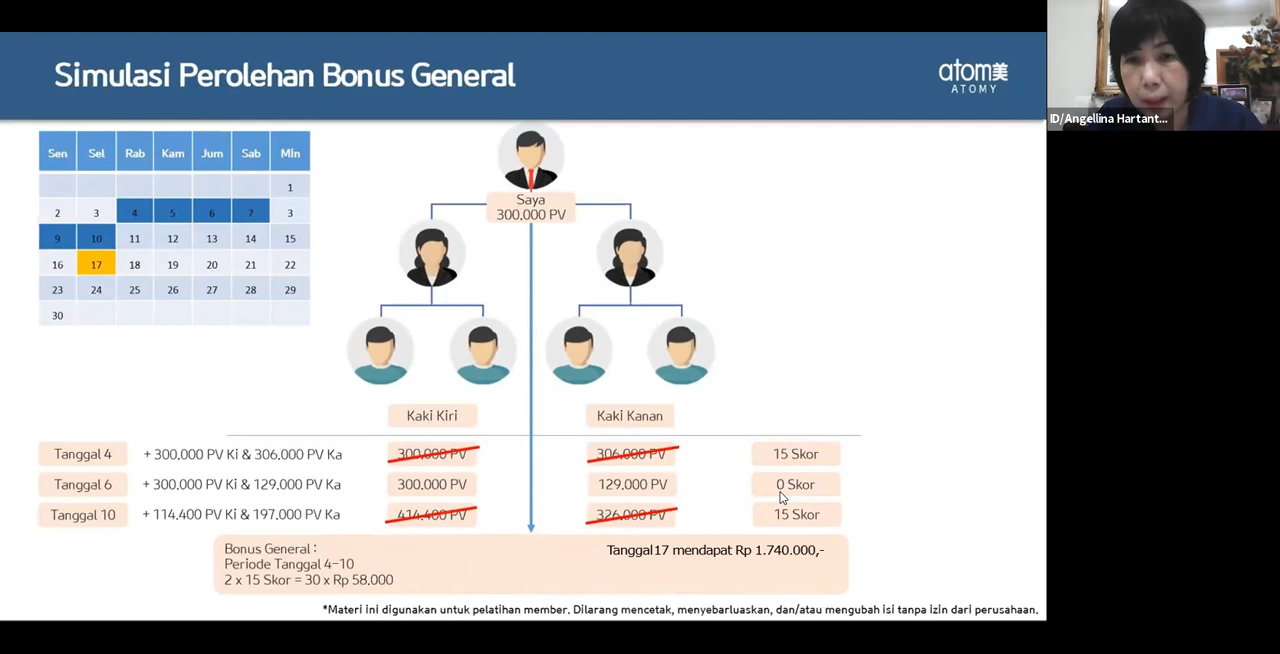 Simulasi Perolehan Bonus General
atom美
ATOMY
ID/Angellina Hartant...
Sen Sel Rab Kam Jum Sab Min
1
2 3 4 5 6 7 3
9 10 11 12 13 14 15
16 17 18 19 20 21 22
23 24 25 26 27 28 29
30
Saya
300.000 PV
Kaki Kiri Kaki Kanan
Tanggal 4 + 300.000 PV Ki & 306.000 PV Ka 300.000 PV 306.000 PV 15 Skor
Tanggal 6 + 300.000 PV Ki & 129.000 PV Ka 300.000 PV 129.000 PV 0 Skor
Tanggal 10 + 114.400 PV Ki & 197.000 PV Ka 414.400 PV 326.000 PV 15 Skor
Bonus General : Tanggal17 mendapat Rp 1.740.000,-
Periode Tanggal 4-10
2 x 15 Skor = 30 x Rp 58.000
*Materi ini digunakan untuk pelatihan member. Dilarang mencetak, menyebarluaskan, dan/atau mengubah isi tanpa izin dari perusahaan.